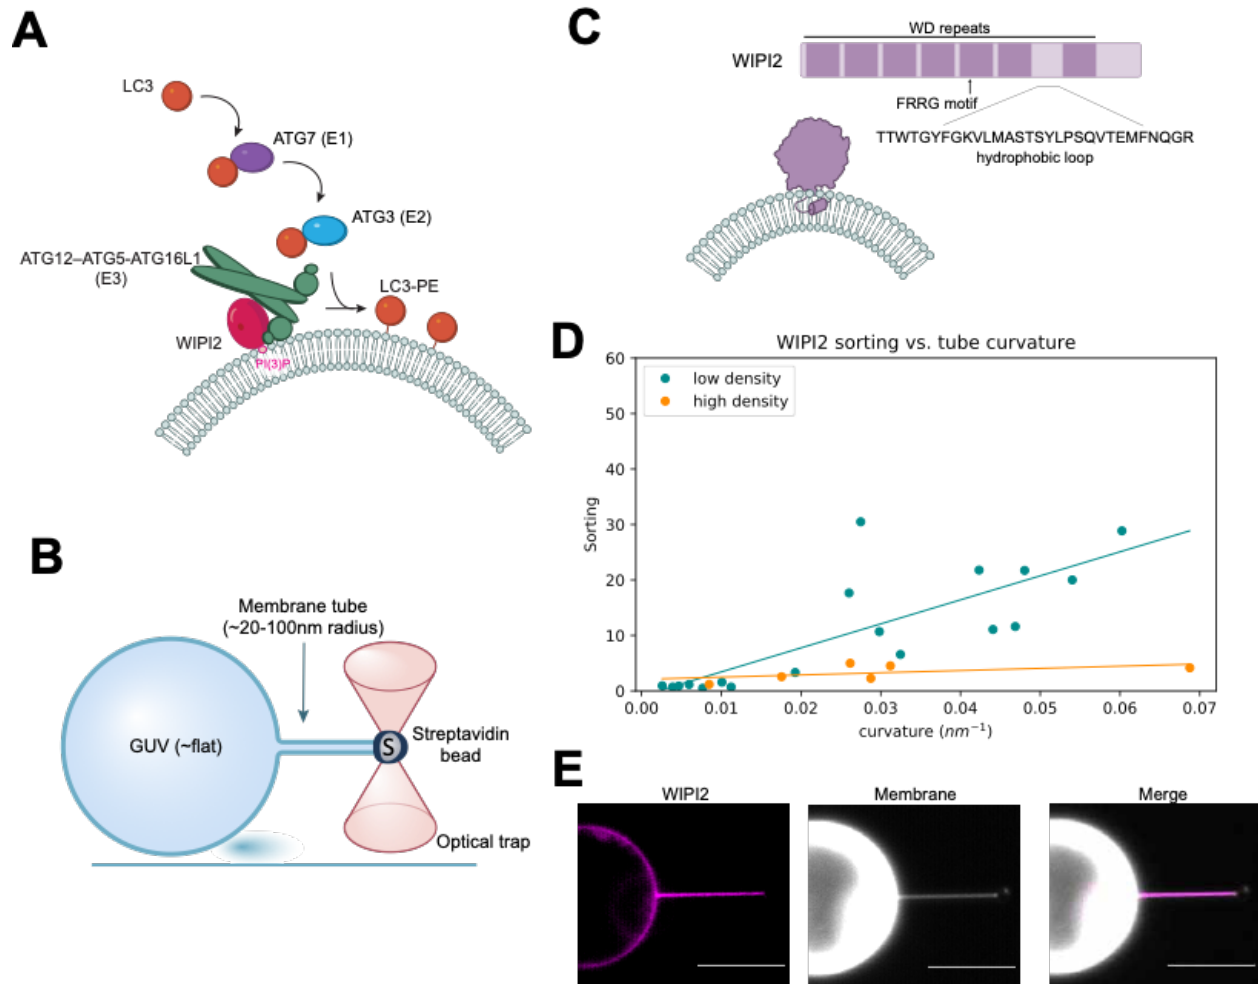 A
LC3
ATG7 (E1)
ATG3 (E2)
ATG12–ATG5-ATG16L1
(E3)
LC3-PE
WIPI2
PI(3)P
B
Membrane tube
(~20-100nm radius)
GUV (~flat)
S
Streptavidin
bead
Optical trap
C
WD repeats
WIPI2
FRRG motif
TTWTGYFGKVLMASTSYLPSQVTEMFNQGR
hydrophobic loop
D
WIPI2 sorting vs. tube curvature
low density
high density
60
50
40
30
20
10
0
Sorting
0.00 0.01 0.02 0.03 0.04 0.05 0.06 0.07
curvature (nm⁻¹)
E
WIPI2 Membrane Merge